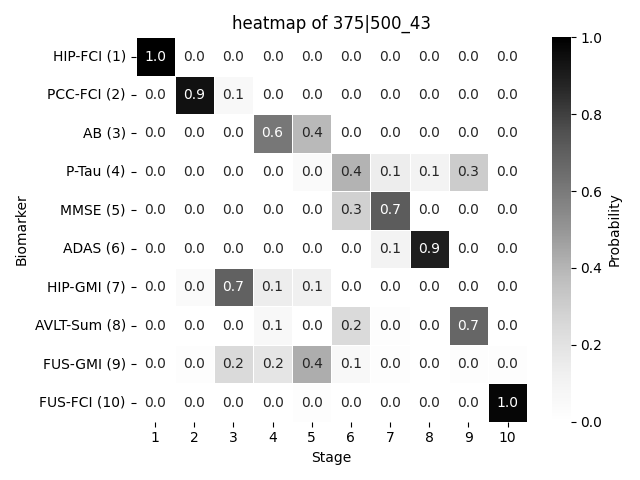 heatmap of 375|500_43
HIP-FCI (1) 1.0 0.0 0.0 0.0 0.0 0.0 0.0 0.0 0.0 0.0
PCC-FCI (2) 0.0 0.9 0.1 0.0 0.0 0.0 0.0 0.0 0.0 0.0
AB (3) 0.0 0.0 0.0 0.6 0.4 0.0 0.0 0.0 0.0 0.0
P-Tau (4) 0.0 0.0 0.0 0.0 0.0 0.4 0.1 0.1 0.3 0.0
MMSE (5) 0.0 0.0 0.0 0.0 0.0 0.3 0.7 0.0 0.0 0.0
ADAS (6) 0.0 0.0 0.0 0.0 0.0 0.0 0.1 0.9 0.0 0.0
HIP-GMI (7) 0.0 0.0 0.7 0.1 0.1 0.0 0.0 0.0 0.0 0.0
AVLT-Sum (8) 0.0 0.0 0.0 0.1 0.0 0.2 0.0 0.0 0.7 0.0
FUS-GMI (9) 0.0 0.0 0.2 0.2 0.4 0.1 0.0 0.0 0.0 0.0
FUS-FCI (10) 0.0 0.0 0.0 0.0 0.0 0.0 0.0 0.0 0.0 1.0
1 2 3 4 5 6 7 8 9 10
Stage
Biomarker
1.0
0.8
0.6
0.4
0.2
0.0
Probability